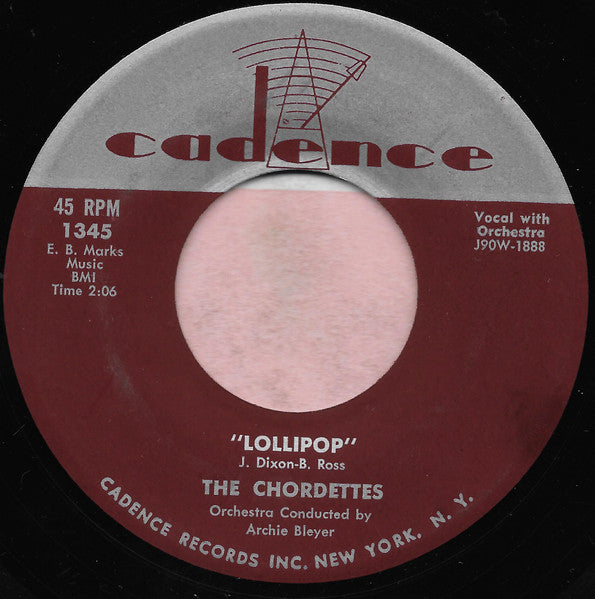 cadence
45 RPM
1345
E. B. Marks
Music
BMI
Time 2:06
Vocal with
Orchestra
J90W-1888
"LOLLIPOP"
J. Dixon-B. Ross
THE CHORDETTES
Orchestra Conducted by
Archie Bleyer
CADENCE RECORDS INC. NEW YORK, N. Y.